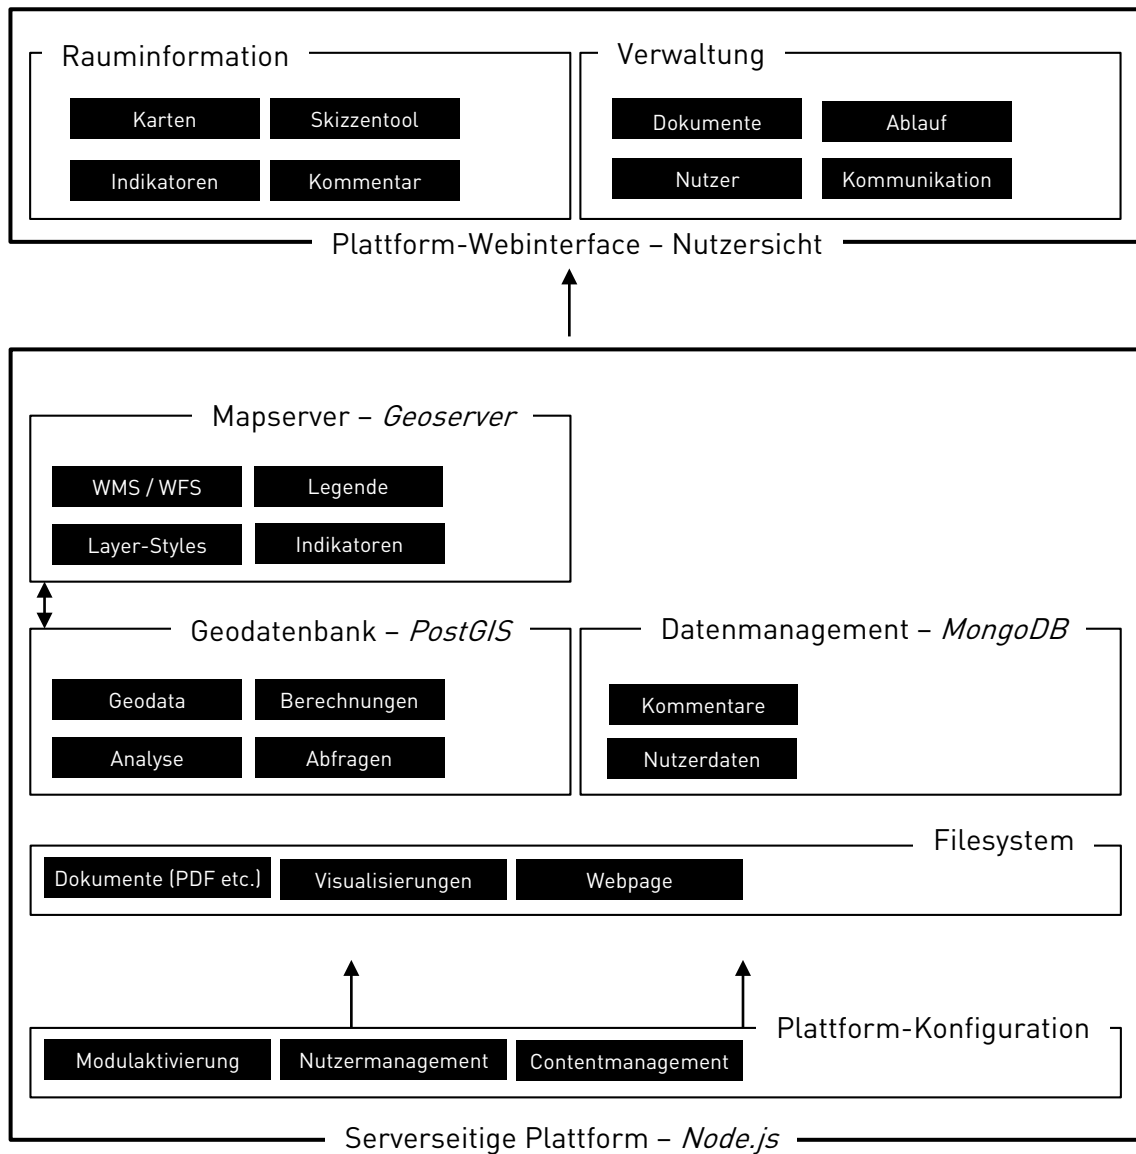 Rauminformation
Verwaltung
Karten
Skizzentool
Dokumente
Ablauf
Indikatoren
Kommentar
Nutzer
Kommunikation
Plattform-Webinterface – Nutzersicht
Mapserver – Geoserver
WMS / WFS
Legende
Layer-Styles
Indikatoren
Geodatenbank – PostGIS
Datenmanagement – MongoDB
Geodata
Berechnungen
Kommentare
Analyse
Abfragen
Nutzerdaten
Filesystem
Dokumente (PDF etc.)
Visualisierungen
Webpage
Plattform-Konfiguration
Modulaktivierung
Nutzermanagement
Contentmanagement
Serverseitige Plattform – Node.js